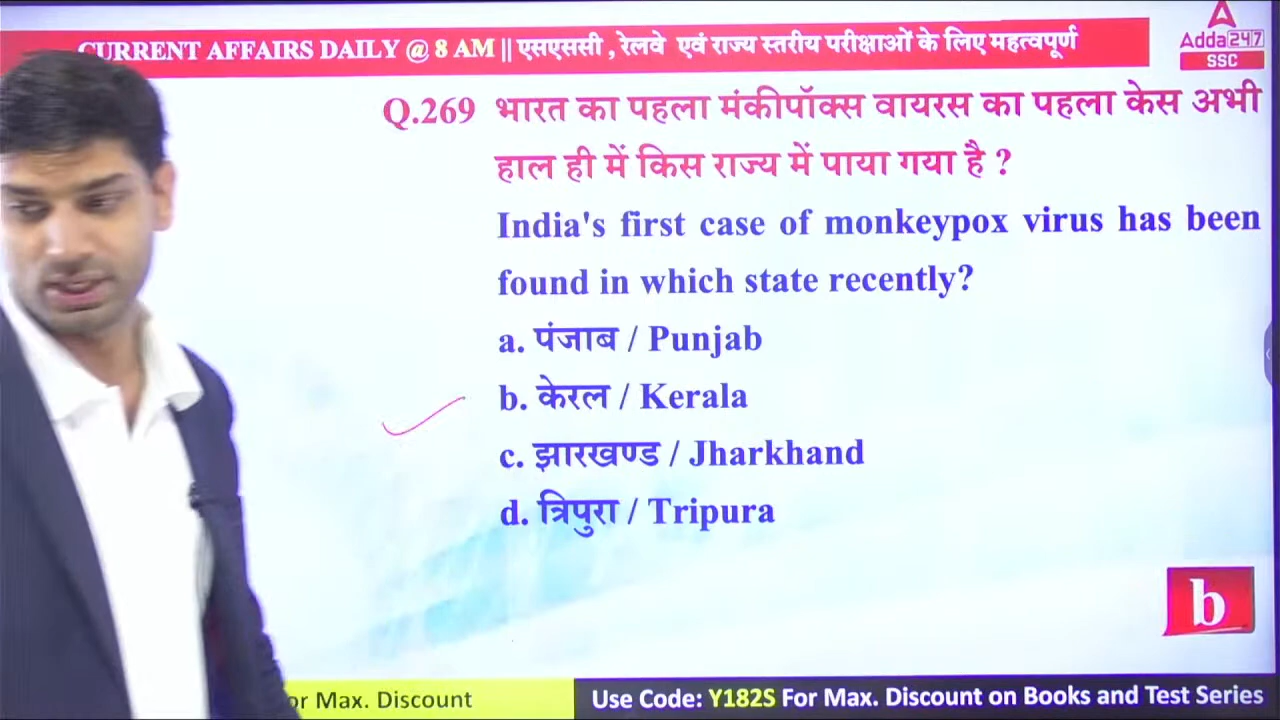 CURRENT AFFAIRS DAILY @ 8 AM || एसएससी , रेलवे एवं राज्य स्तरीय परीक्षाओं के लिए महत्वपूर्ण
Adda247
SSC
Q.269 भारत का पहला मंकीपॉक्स वायरस का पहला केस अभी
हाल ही में किस राज्य में पाया गया है ?
India's first case of monkeypox virus has been
found in which state recently?
a. पंजाब / Punjab
b. केरल / Kerala
c. झारखण्ड / Jharkhand
d. त्रिपुरा / Tripura
b
or Max. Discount
Use Code: Y182S For Max. Discount on Books and Test Series